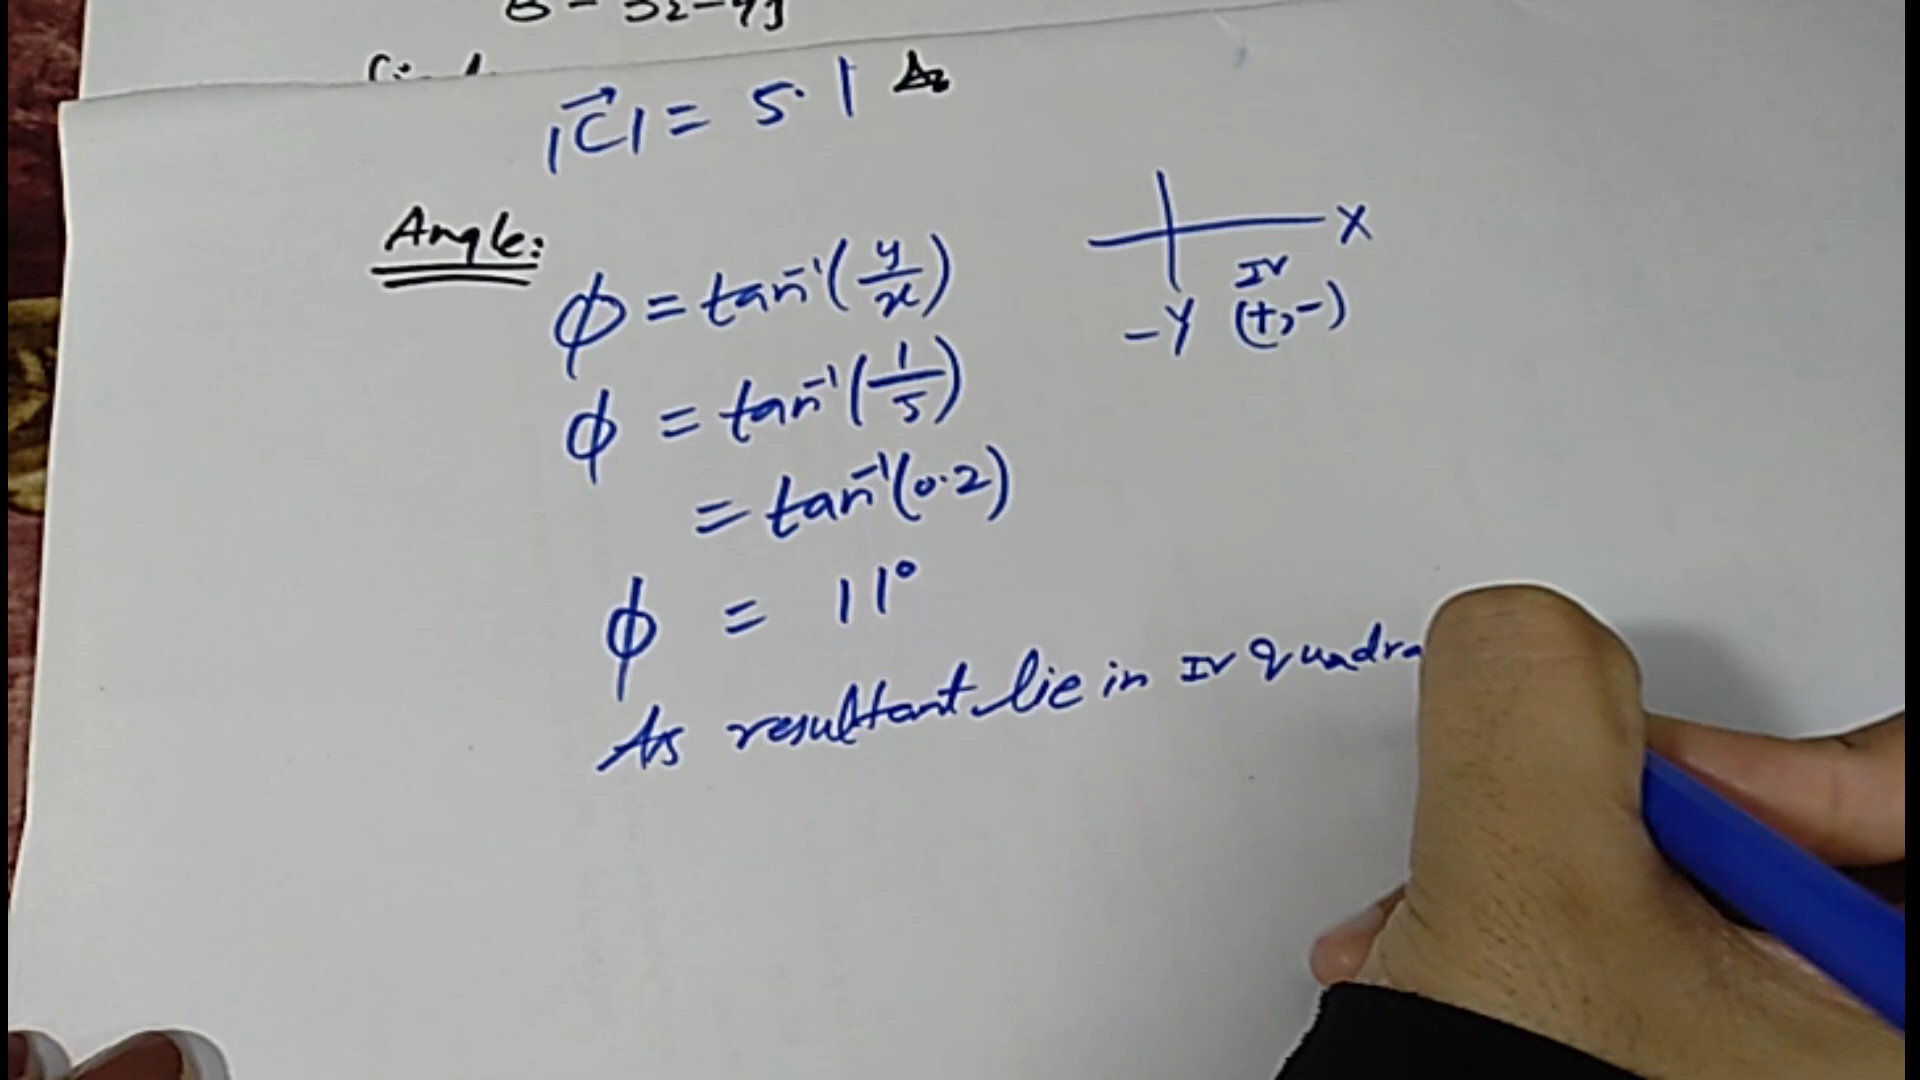 |C⃗| = 5.1 Ans
Angle:
ϕ = tan⁻¹(y/x)
X
IV
-Y (+,-)
ϕ = tan⁻¹(1/5)
= tan⁻¹(0.2)
ϕ = 11°
As resultant lie in IV